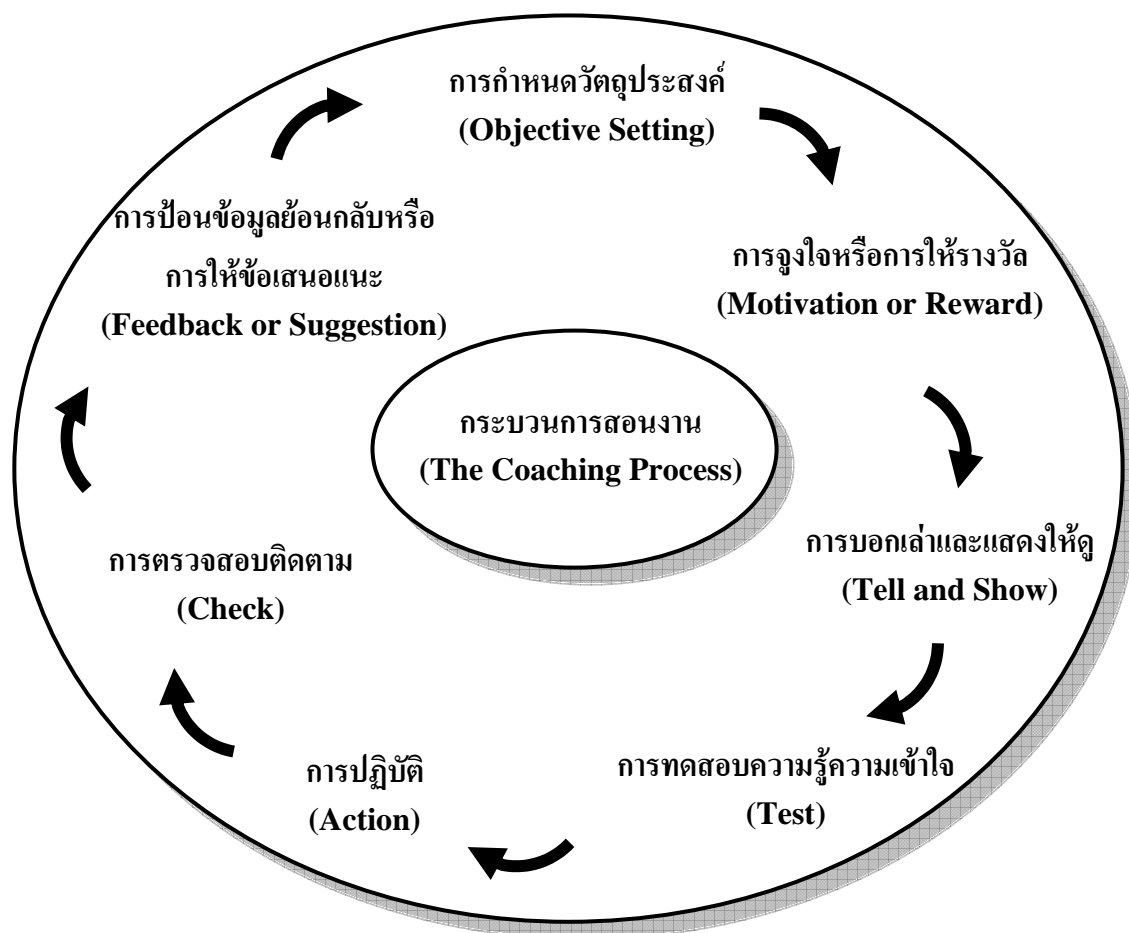 การกำหนดวัตถุประสงค์
(Objective Setting)
การจูงใจหรือการให้รางวัล
(Motivation or Reward)
การบอกเล่าและแสดงให้ดู
(Tell and Show)
การทดสอบความรู้ความเข้าใจ
(Test)
การปฏิบัติ
(Action)
การตรวจสอบติดตาม
(Check)
การป้อนข้อมูลย้อนกลับหรือ
การให้ข้อเสนอแนะ
(Feedback or Suggestion)
กระบวนการสอนงาน
(The Coaching Process)